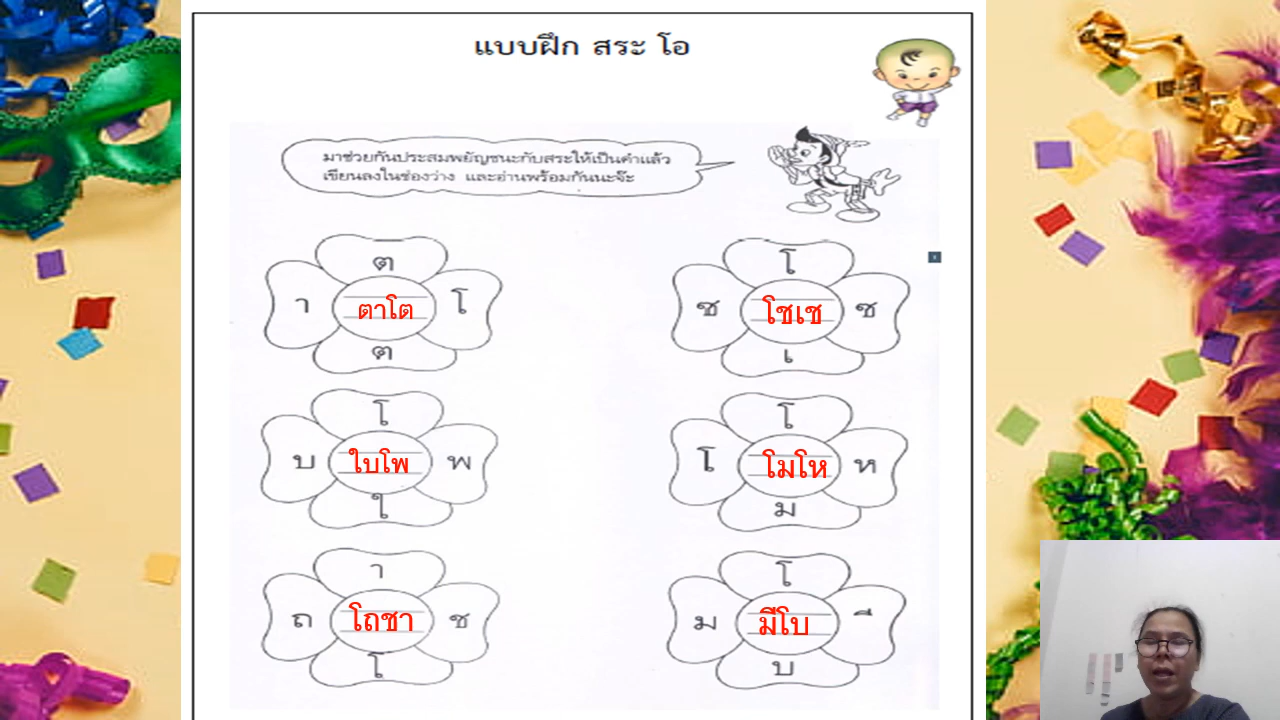 แบบฝึก สระ โอ
มาช่วยกันประสมพยัญชนะกับสระให้เป็นคำแล้ว
เขียนลงในช่องว่าง และอ่านพร้อมกันนะจ๊ะ
ต
า ตาโต โ
ต
โ
ช โชเช ช
เ
โ
บ ใบโพ พ
ใ
โ
โ โมโห ห
ม
า
ถ โถชา ช
โ
โ
ม มีโบ ี
บ